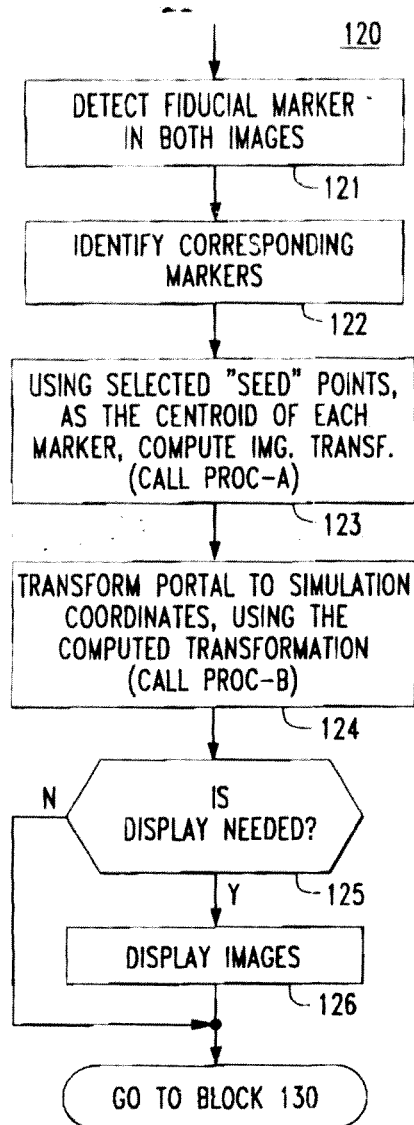 120
DETECT FIDUCIAL MARKER
IN BOTH IMAGES
121
IDENTIFY CORRESPONDING
MARKERS
122
USING SELECTED "SEED" POINTS,
AS THE CENTROID OF EACH
MARKER, COMPUTE IMG. TRANSF.
(CALL PROC-A)
123
TRANSFORM PORTAL TO SIMULATION
COORDINATES, USING THE
COMPUTED TRANSFORMATION
(CALL PROC-B)
124
N
IS
DISPLAY NEEDED?
125
Y
DISPLAY IMAGES
126
GO TO BLOCK 130